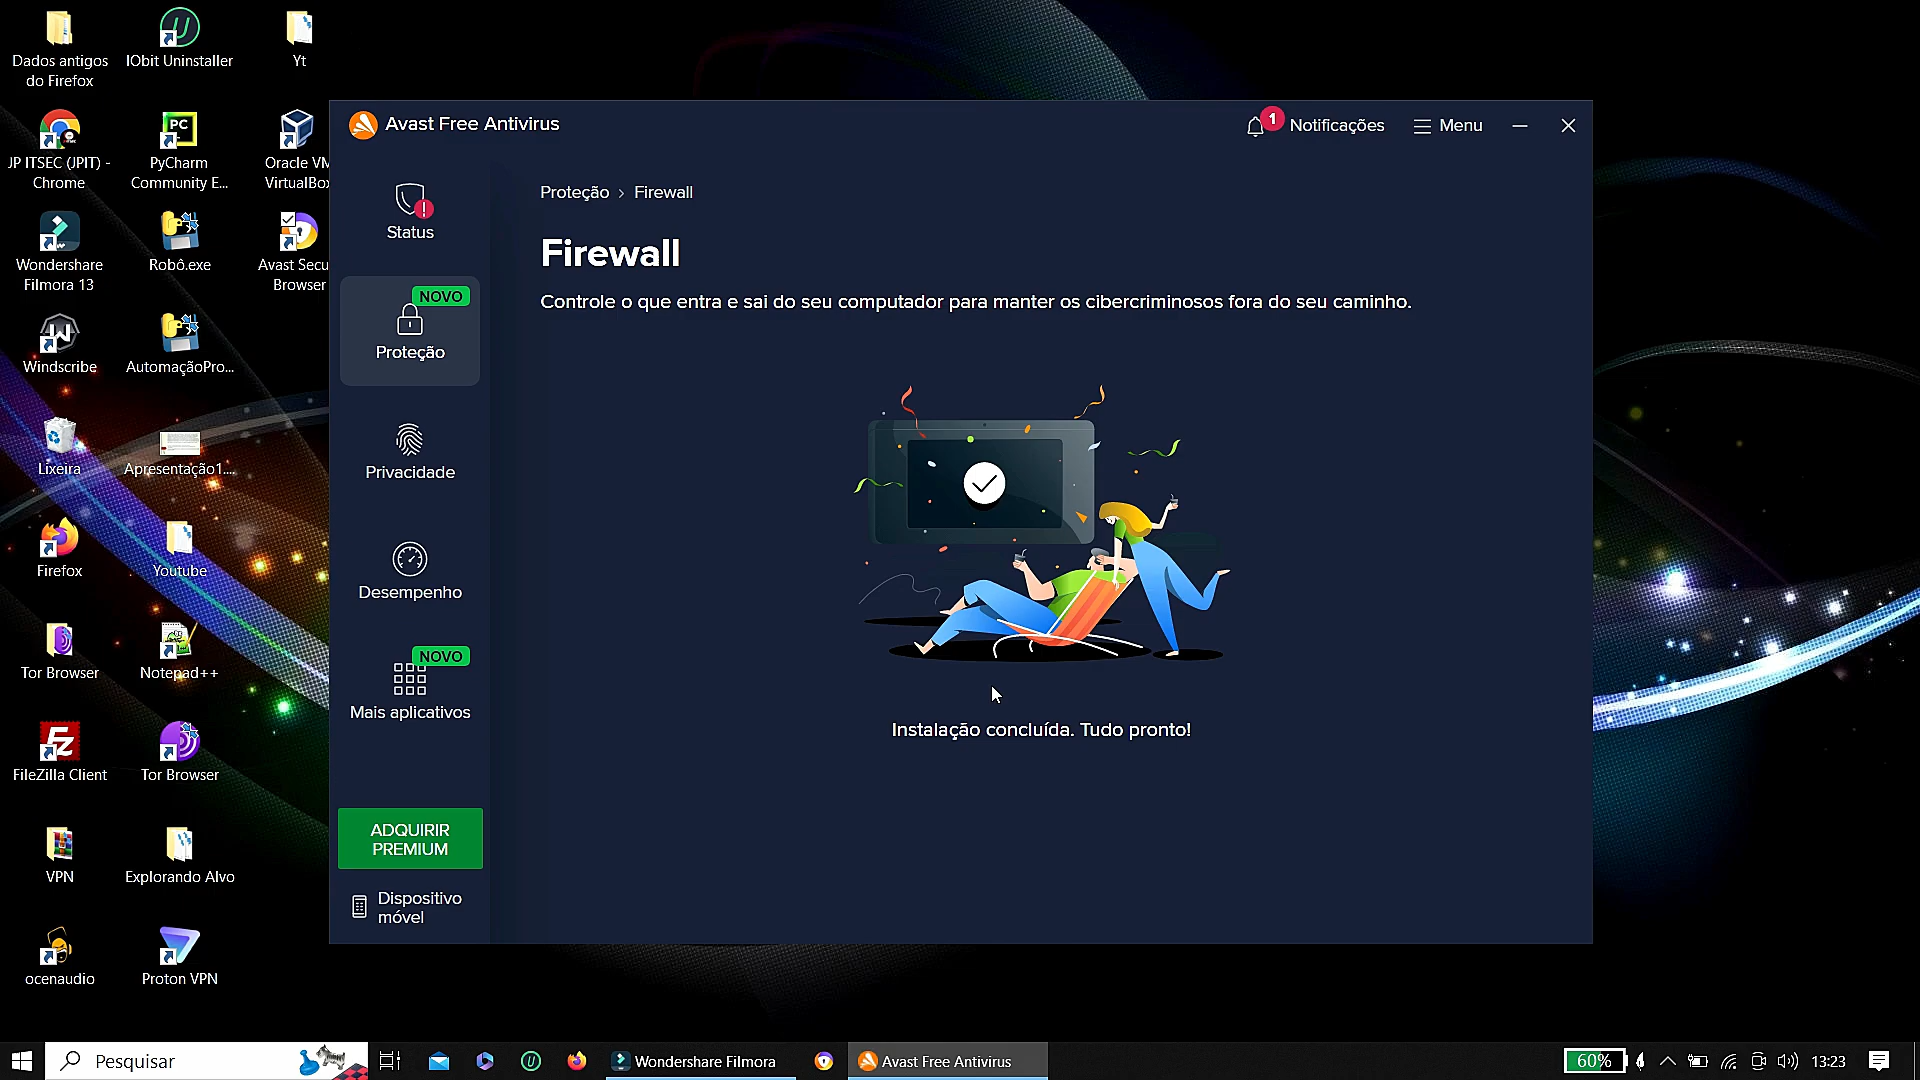 Dados antigos
do Firefox
IObit Uninstaller
Yt
JP ITSEC (JPIT) -
Chrome
PC
PyCharm
Community E...
Oracle VM
VirtualBox
Wondershare
Filmora 13
Robô.exe
Avast Secu
Browser
Windscribe
AutomaçãoPro...
Lixeira
Apresentação1....
Firefox
Youtube
Tor Browser
Notepad++
FileZilla Client
Tor Browser
VPN
Explorando Alvo
ocenaudio
Proton VPN
Avast Free Antivirus
1
Notificações
Menu
Status
NOVO
Proteção
Privacidade
Desempenho
NOVO
Mais aplicativos
ADQUIRIR
PREMIUM
Dispositivo
móvel
Proteção › Firewall
Firewall
Controle o que entra e sai do seu computador para manter os cibercriminosos fora do seu caminho.
Instalação concluída. Tudo pronto!
Pesquisar
Wondershare Filmora
Avast Free Antivirus
60%
13:23